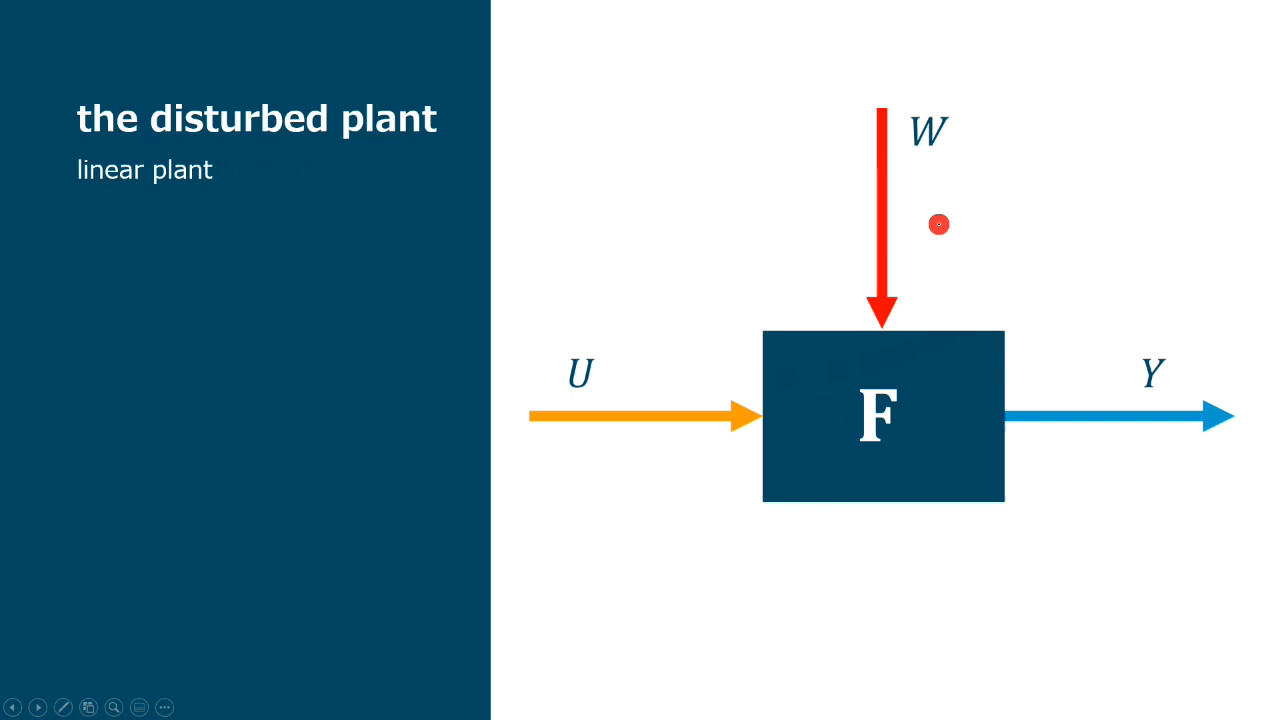 the disturbed plant
linear plant
W
U
F
Y